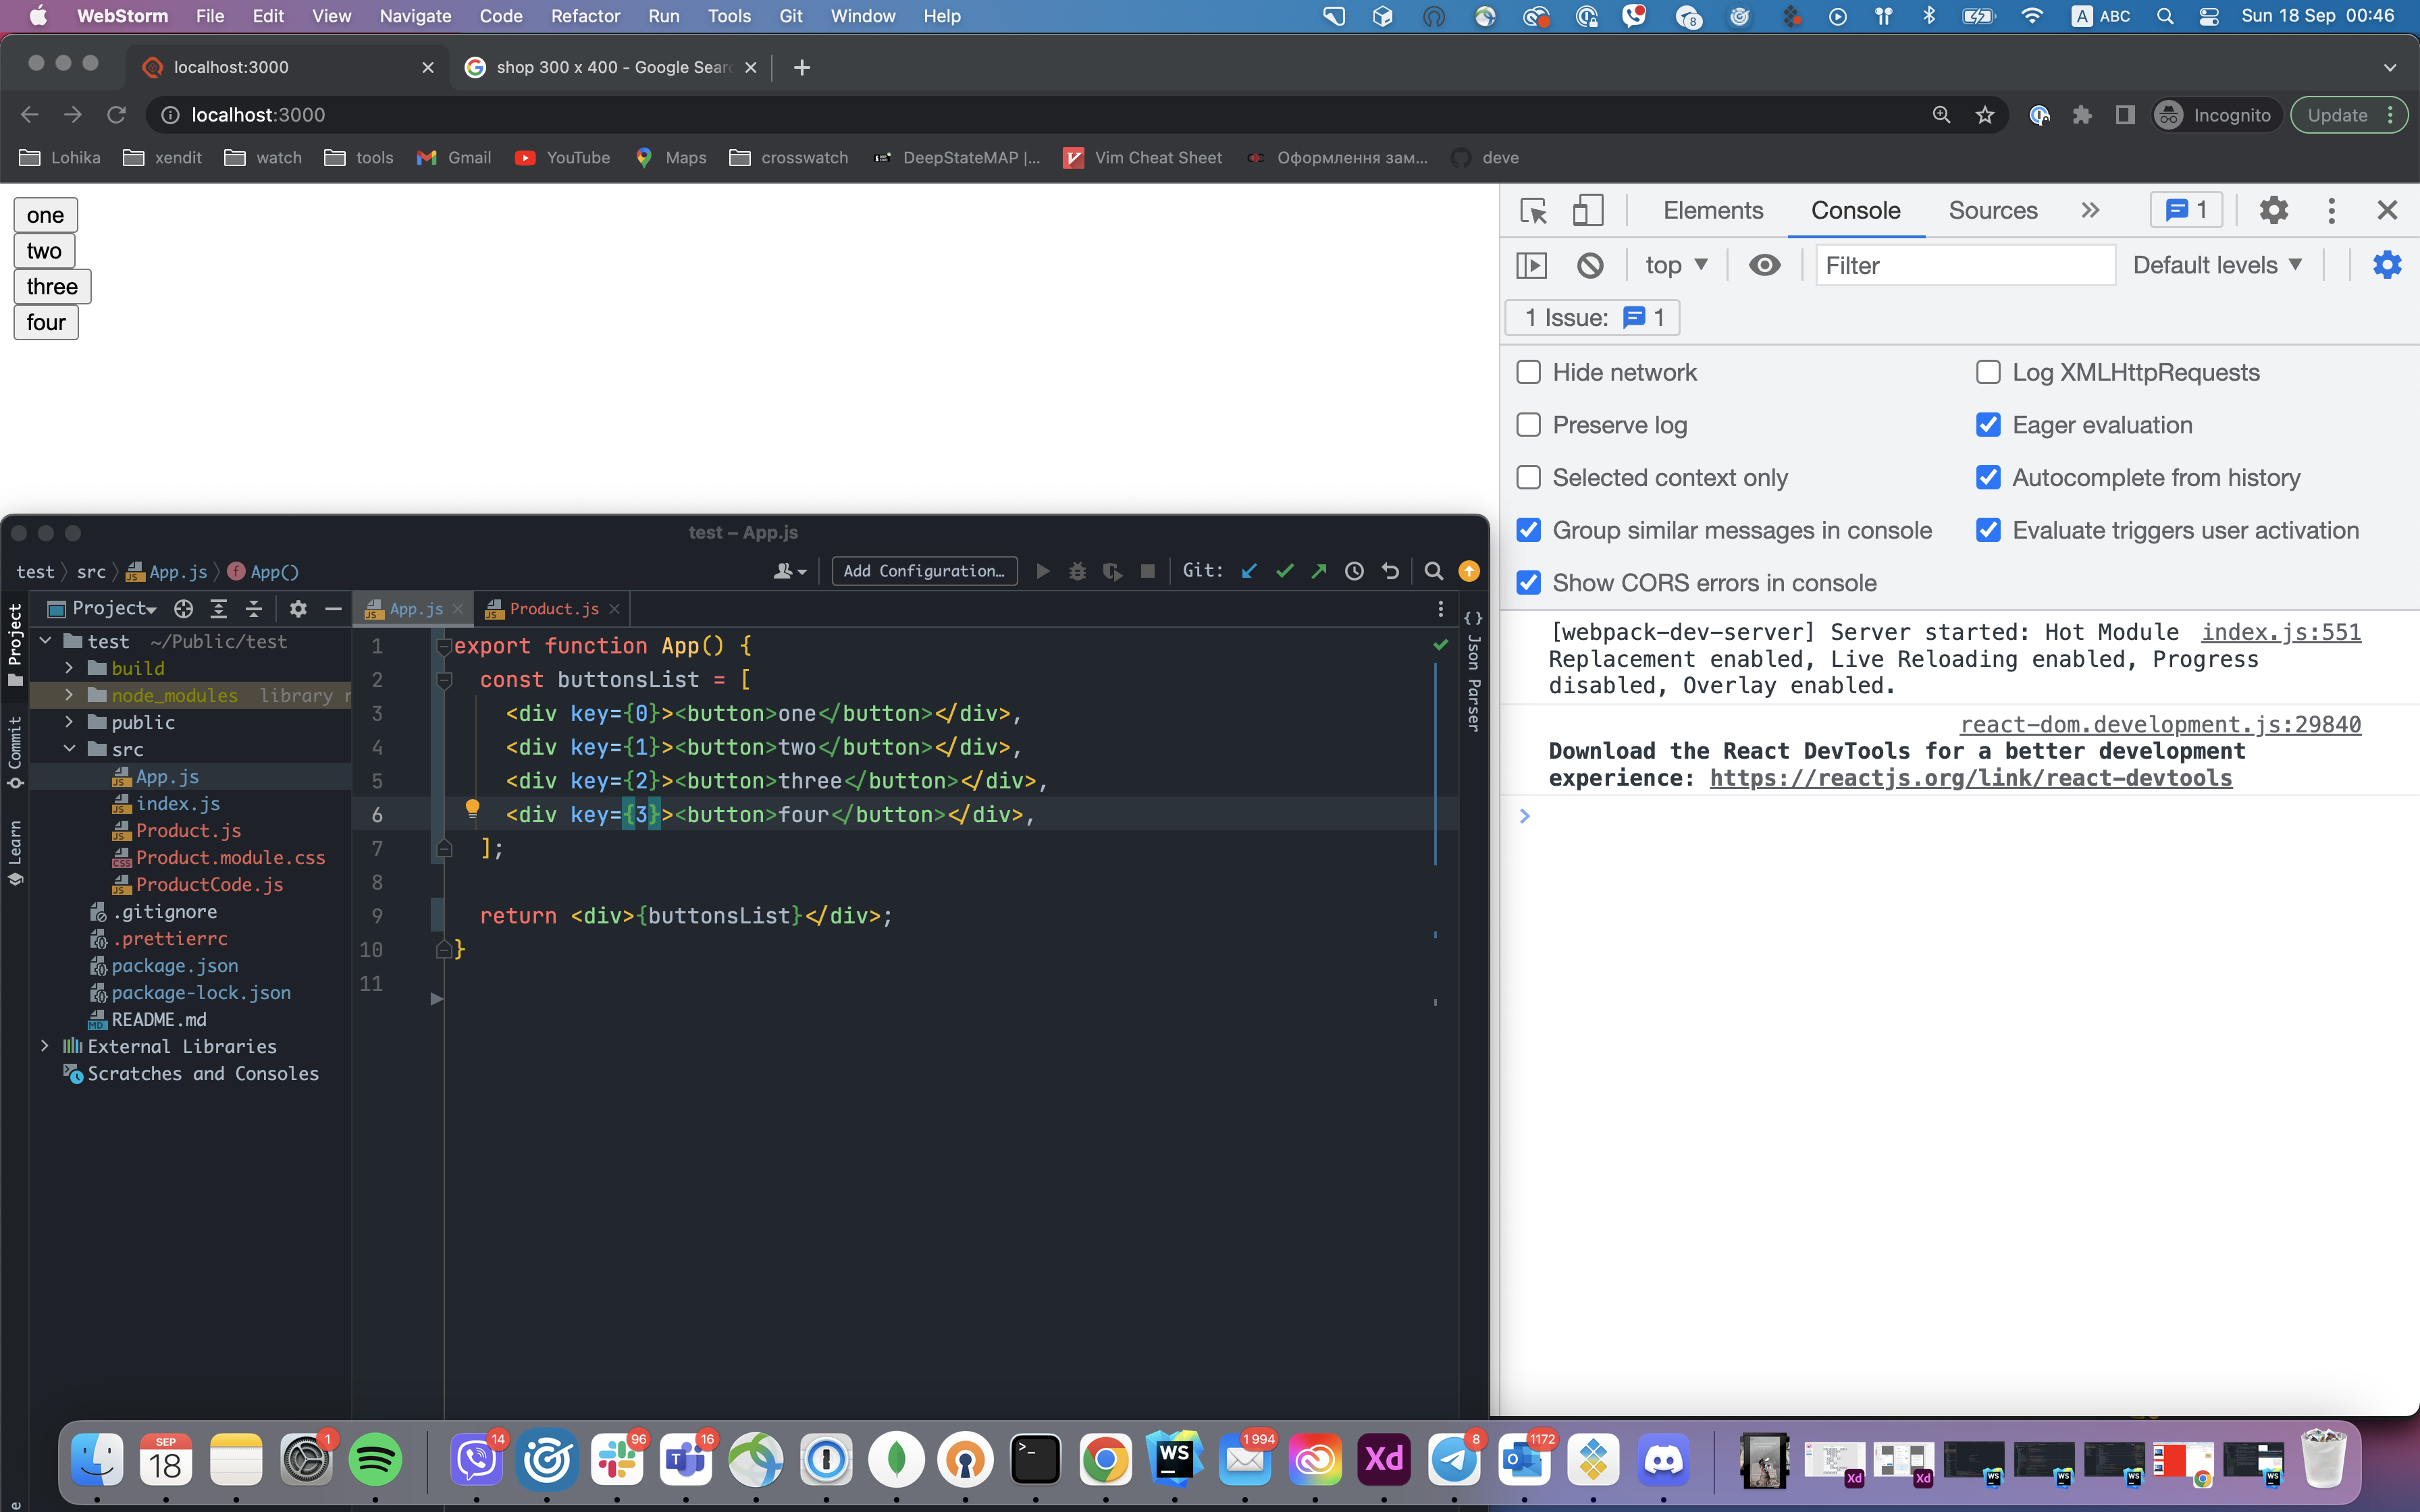 WebStorm File Edit View Navigate Code Refactor Run Tools Git Window Help 8 A ABC Sun 18 Sep 00:46
localhost:3000 shop 300 x 400 - Google Sear
localhost:3000 Incognito Update
Lohika xendit watch tools Gmail YouTube Maps crosswatch DeepStateMAP |... Vim Cheat Sheet Оформлення зам... deve
one
two
three
four
Elements Console Sources 1
top Filter Default levels
1 Issue: 1
Hide network Log XMLHttpRequests
Preserve log Eager evaluation
Selected context only Autocomplete from history
Group similar messages in console Evaluate triggers user activation
Show CORS errors in console
[webpack-dev-server] Server started: Hot Module index.js:551
Replacement enabled, Live Reloading enabled, Progress
disabled, Overlay enabled.
react-dom.development.js:29840
Download the React DevTools for a better development
experience: https://reactjs.org/link/react-devtools
test – App.js
test src App.js App() Add Configuration... Git:
Project App.js Product.js
Project
Commit
Learn
test ~/Public/test
build
node_modules library r
public
src
App.js
index.js
Product.js
Product.module.css
ProductCode.js
.gitignore
.prettierrc
package.json
package-lock.json
README.md
External Libraries
Scratches and Consoles
1 export function App() {
2 const buttonsList = [
3 <div key={0}><button>one</button></div>,
4 <div key={1}><button>two</button></div>,
5 <div key={2}><button>three</button></div>,
6 <div key={3}><button>four</button></div>,
7 ];
8
9 return <div>{buttonsList}</div>;
10 }
11
Json Parser
SEP 18 1 14 96 16 WS 1994 Xd 8 1172
Xd Xd WS WS WS WS